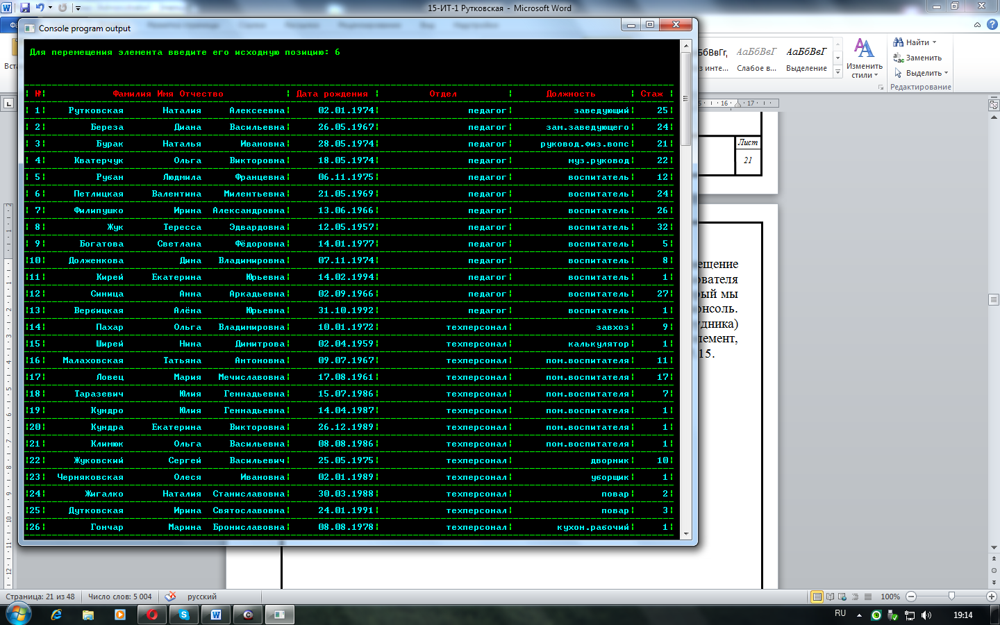 15-ИТ-1 Рутковская - Microsoft Word
Console program output
Для перемещения элемента введите его исходную позицию: 6
№ Фамилия Имя Отчество Дата рождения Отдел Должность Стаж
1 Рутковская Наталия Алексеевна 02.01.1974 педагог заведующий 25
2 Береза Диана Васильевна 26.05.1967 педагог зам.заведующего 24
3 Бурак Наталья Ивановна 28.05.1974 педагог руковод.физ.вопс 21
4 Кватерчук Ольга Викторовна 18.05.1974 педагог муз.руковод 22
5 Рубан Людмила Францевна 06.11.1975 педагог воспитатель 12
6 Петлицкая Валентина Милентьевна 21.05.1969 педагог воспитатель 24
7 Филипушко Ирина Александровна 13.06.1966 педагог воспитатель 26
8 Жук Тересса Эдвардовна 12.05.1957 педагог воспитатель 32
9 Богатова Светлана Фёдоровна 14.01.1977 педагог воспитатель 5
10 Долженкова Дина Владимировна 07.11.1974 педагог воспитатель 8
11 Кирей Екатерина Юрьевна 14.02.1994 педагог воспитатель 1
12 Синица Анна Аркадьевна 02.09.1966 педагог воспитатель 27
13 Вербицкая Алёна Юрьевна 31.10.1992 педагог воспитатель 1
14 Пахар Ольга Владимировна 10.01.1972 техперсонал завхоз 9
15 Ширей Нина Димитрова 02.04.1959 техперсонал калькулятор 1
16 Малаховская Татьяна Антоновна 09.07.1967 техперсонал пом.воспитателя 11
17 Ловец Мария Мечиславовна 17.08.1961 техперсонал пом.воспитателя 17
18 Таразевич Юлия Геннадьевна 15.07.1986 техперсонал пом.воспитателя 7
19 Кундро Юлия Геннадьевна 14.04.1987 техперсонал пом.воспитателя 1
20 Кундра Екатерина Викторовна 26.12.1989 техперсонал пом.воспитателя 1
21 Климюк Ольга Васильевна 08.08.1986 техперсонал пом.воспитателя 1
22 Жуковский Сергей Васильевич 25.05.1975 техперсонал дворник 10
23 Черняковская Олеся Ивановна 02.01.1989 техперсонал уборщик 1
24 Жигалко Наталия Станиславовна 30.03.1988 техперсонал повар 2
25 Дутковская Ирина Святославовна 24.01.1991 техперсонал повар 3
26 Гончар Марина Брониславовна 08.08.1978 техперсонал кухон.рабочий 1
АаБбВвГ АаБбВвГ
Слабое в... Выделение
Изменить стили
Найти
Заменить
Выделить
Редактирование
16 17
Лист
21
ещение
ователя
рый мы
онсоль.
удника)
лемент,
15.
Страница: 21 из 48 Число слов: 5 004 русский 100%
RU 19:14